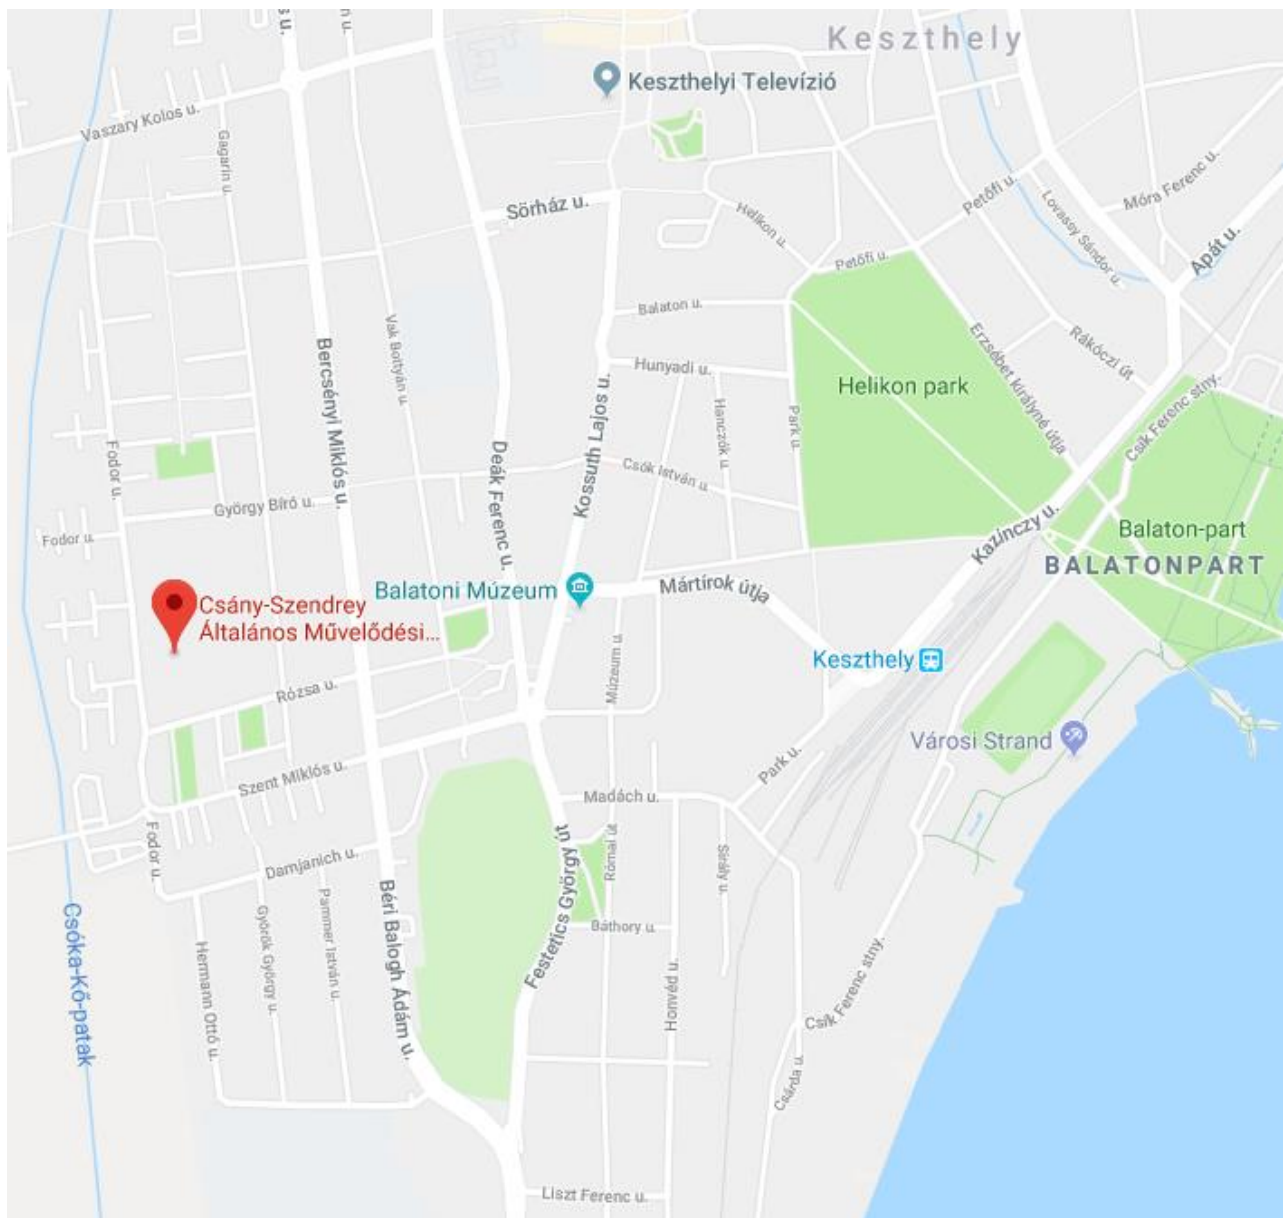 u.
n u.
Keszthely
Keszthelyi Televízió
Vaszary Kolos u.
Gagarin u.
Sörház u.
Helikon u.
Petőfi u.
Petőfi u.
Lovassy Sándor u.
Móra Ferenc u.
Apát u.
Balaton u.
Vak Bottyán u.
Bercsényi Miklós u.
Hunyadi u.
Kossuth Lajos u.
Hanczók u.
Park u.
Helikon park
Erzsébet királyné útja
Rákóczi út
Csík Ferenc stny.
Fodor u.
Deák Ferenc u.
Csók István u.
György Bíró u.
Fodor u.
Kazinczy u.
Balaton-part
BALATONPART
Balatoni Múzeum
Mártírok útja
Csány-Szendrey
Általános Művelődési...
Múzeum u.
Keszthely
Rózsa u.
Városi Strand
Szent Miklós u.
Park u.
Madách u.
Fodor u.
Damjanich u.
Festetics György út
Római út
Sirály u.
Béri Balogh Ádám u.
Csóka-Kő-patak
Hermann Ottó u.
Györök György u.
Pammer István u.
Báthory u.
Honvéd u.
Csík Ferenc stny.
Csárda u.
Liszt Ferenc u.